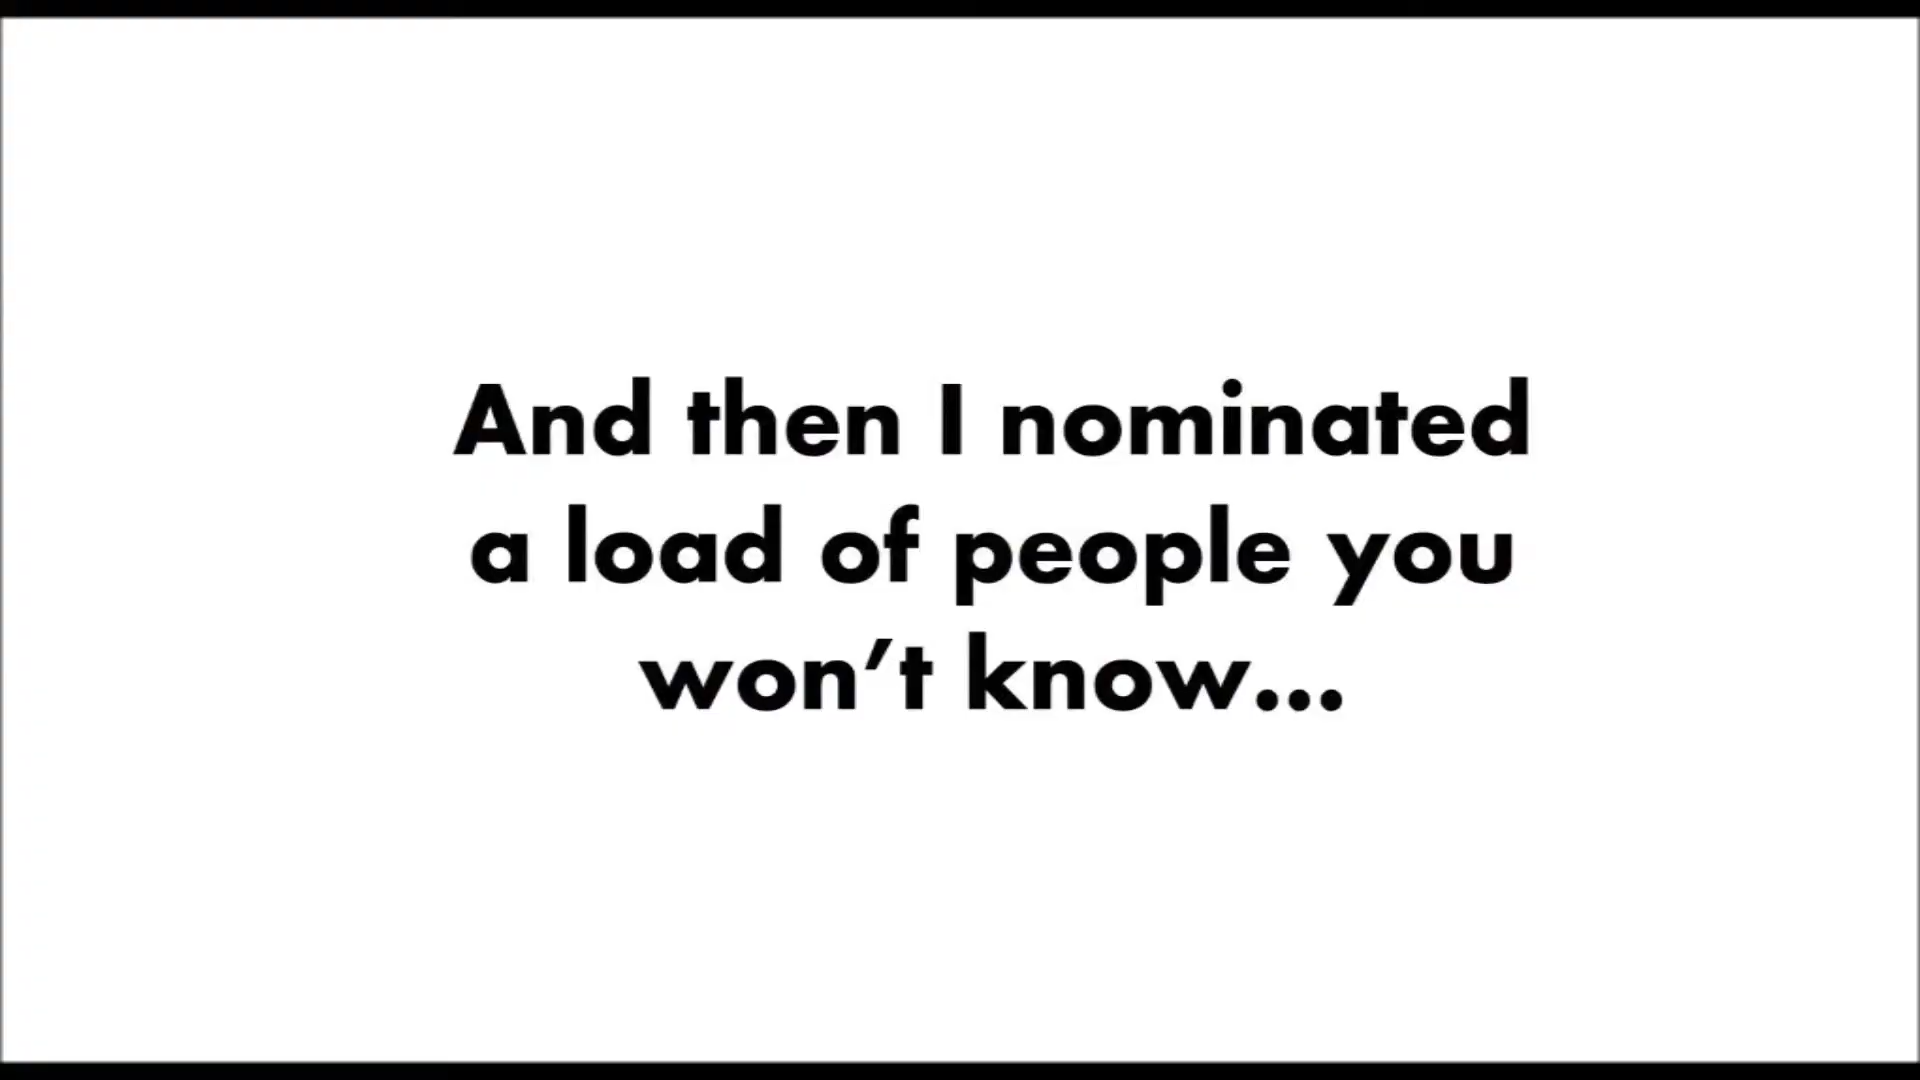 And then I nominated
a load of people you
won’t know...